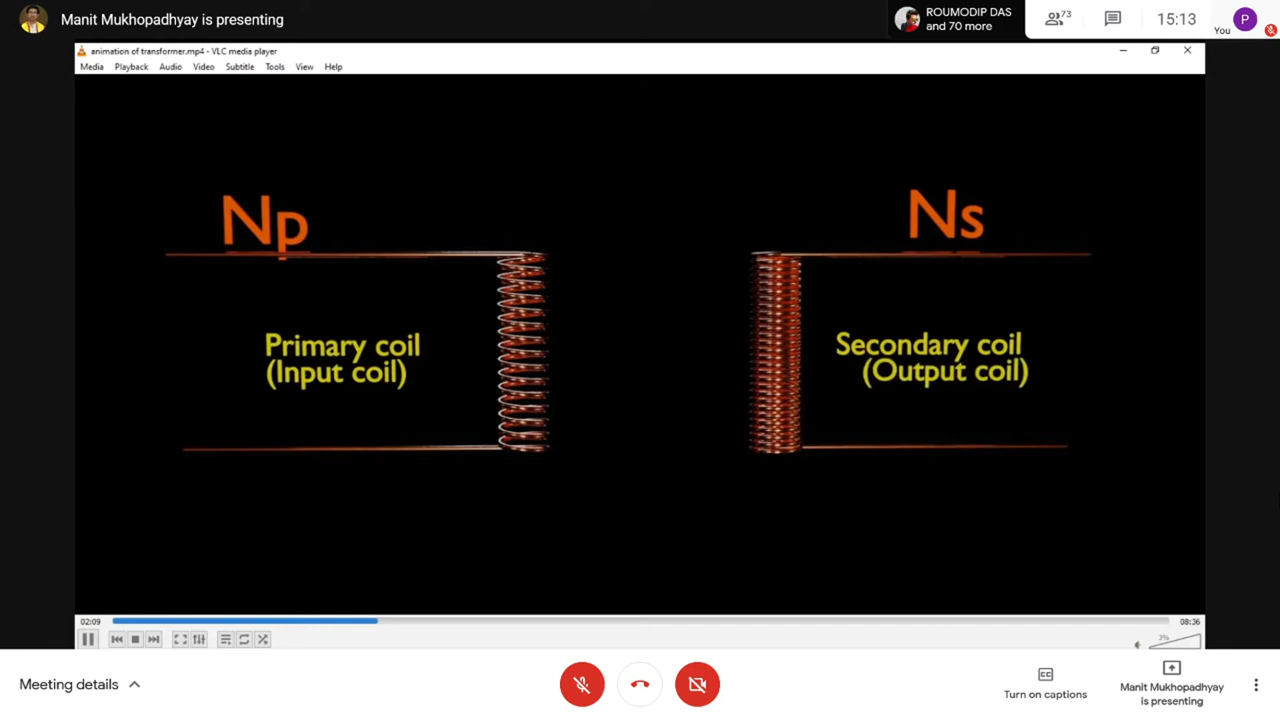 Manit Mukhopadhyay is presenting
ROUMODIP DAS
and 70 more
73
15:13
You
P
animation of transformer.mp4 - VLC media player
Media Playback Audio Video Subtitle Tools View Help
Np
Ns
Primary coil
(Input coil)
Secondary coil
(Output coil)
02:09
08:36
3%
Meeting details
CC
Turn on captions
Manit Mukhopadhyay
is presenting